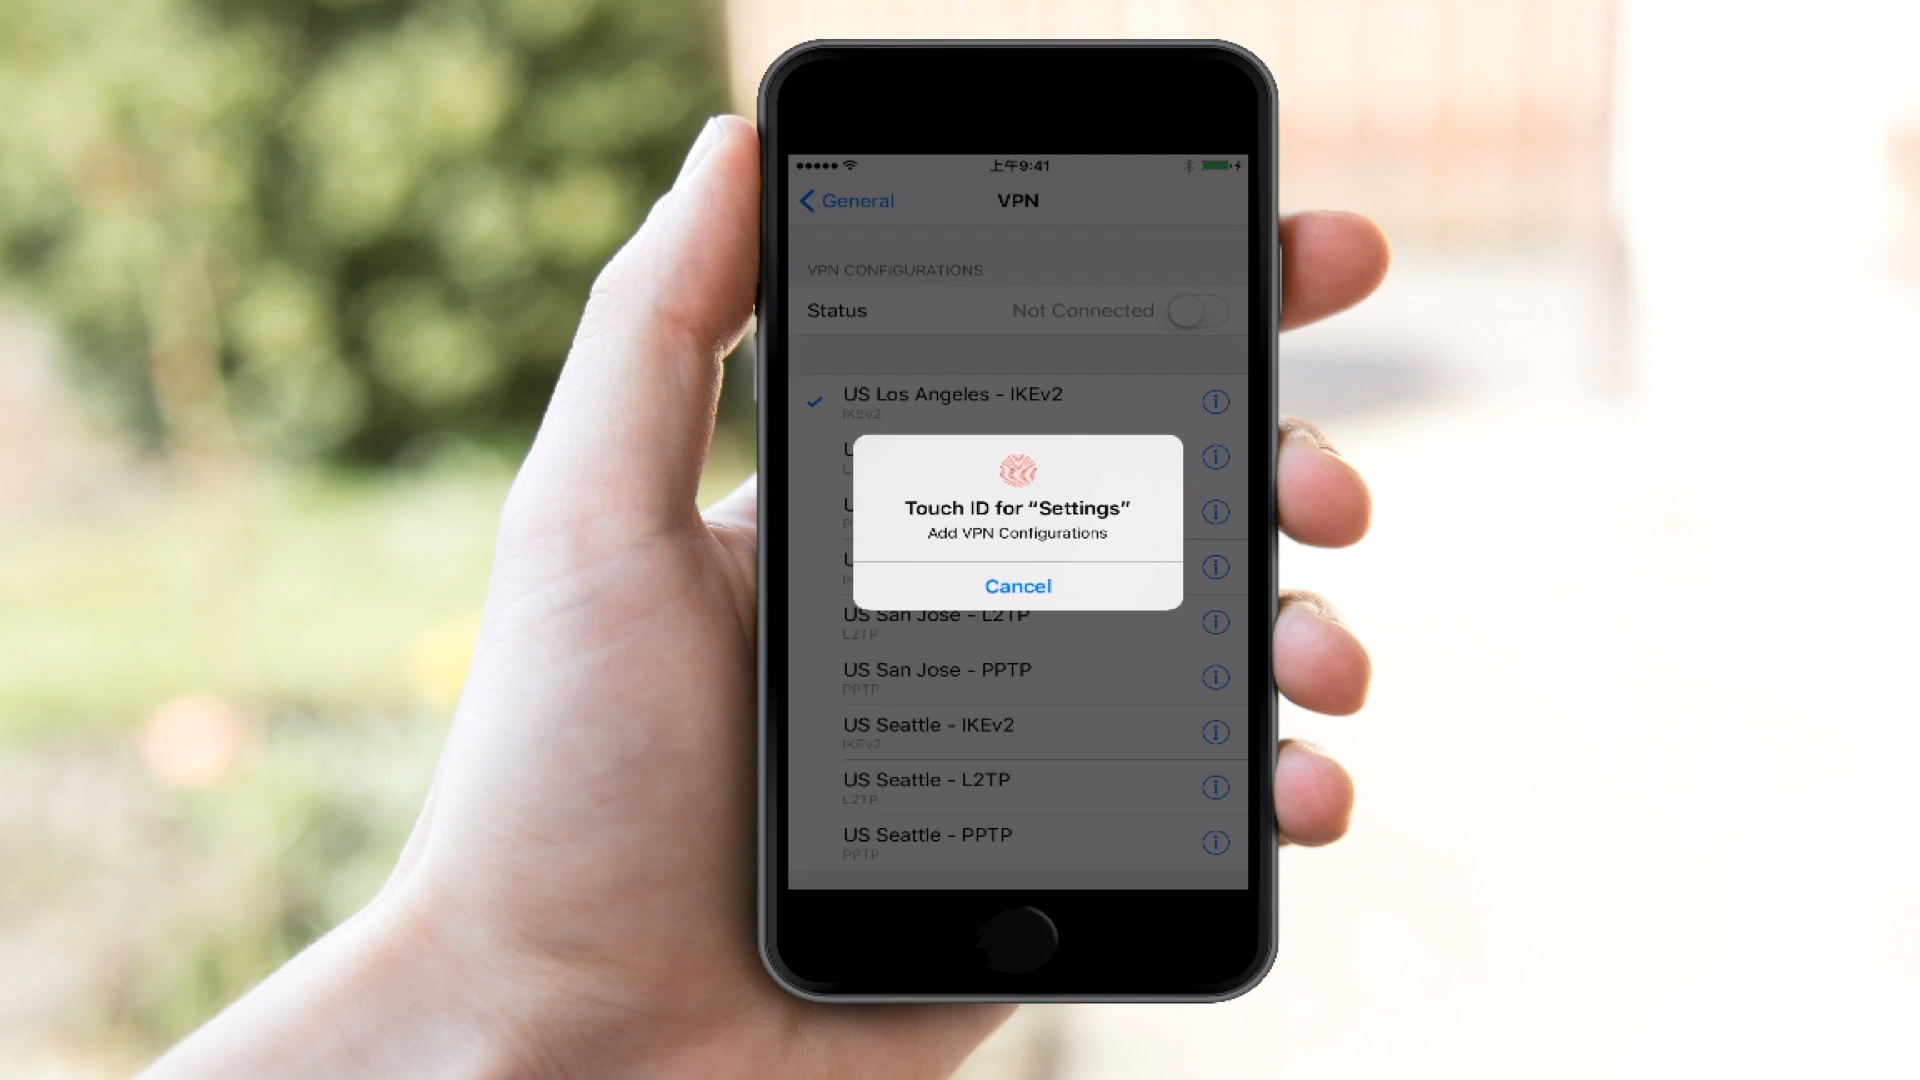 上午9:41
General
VPN
VPN CONFIGURATIONS
Status
Not Connected
US Los Angeles - IKEv2
IKEv2
Touch ID for “Settings”
Add VPN Configurations
Cancel
US San Jose - L2TP
L2TP
US San Jose - PPTP
PPTP
US Seattle - IKEv2
IKEv2
US Seattle - L2TP
L2TP
US Seattle - PPTP
PPTP